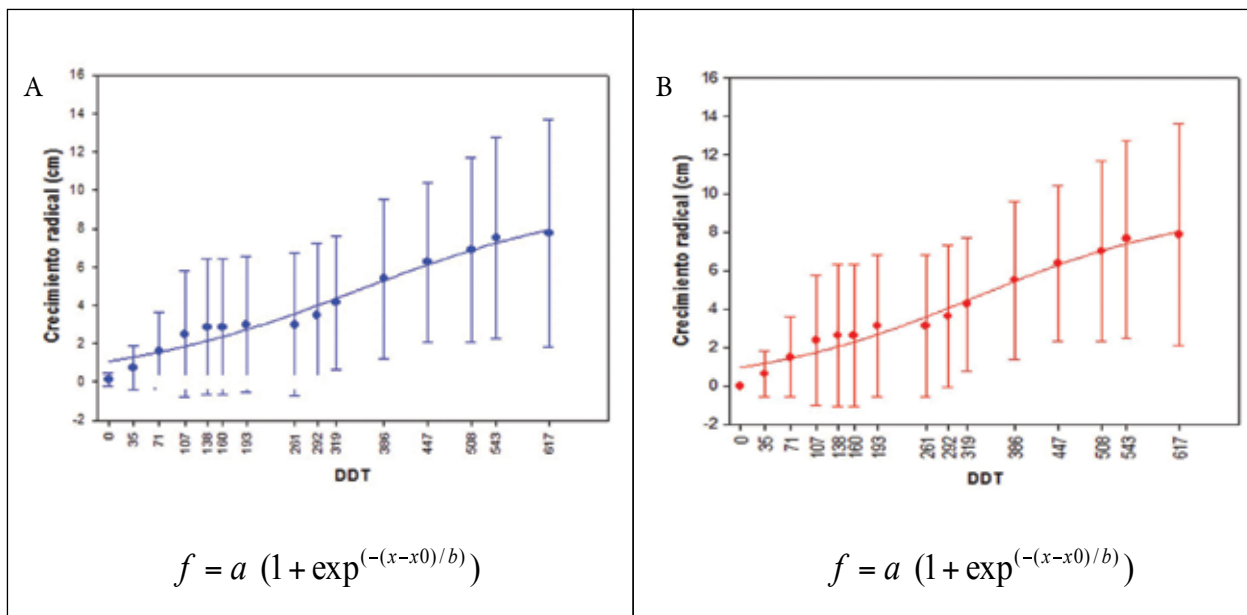 A
Crecimiento radical (cm)
16
14
12
10
8
6
4
2
0
-2
0 35 71 107 138 160 193 261 292 319 386 447 508 543 617
DDT
f = a (1 + exp^(-(x-x0)/b))
B
Crecimiento radical (cm)
16
14
12
10
8
6
4
2
0
-2
0 35 71 107 138 160 193 261 292 319 386 447 508 543 617
DDT
f = a (1 + exp^(-(x-x0)/b))